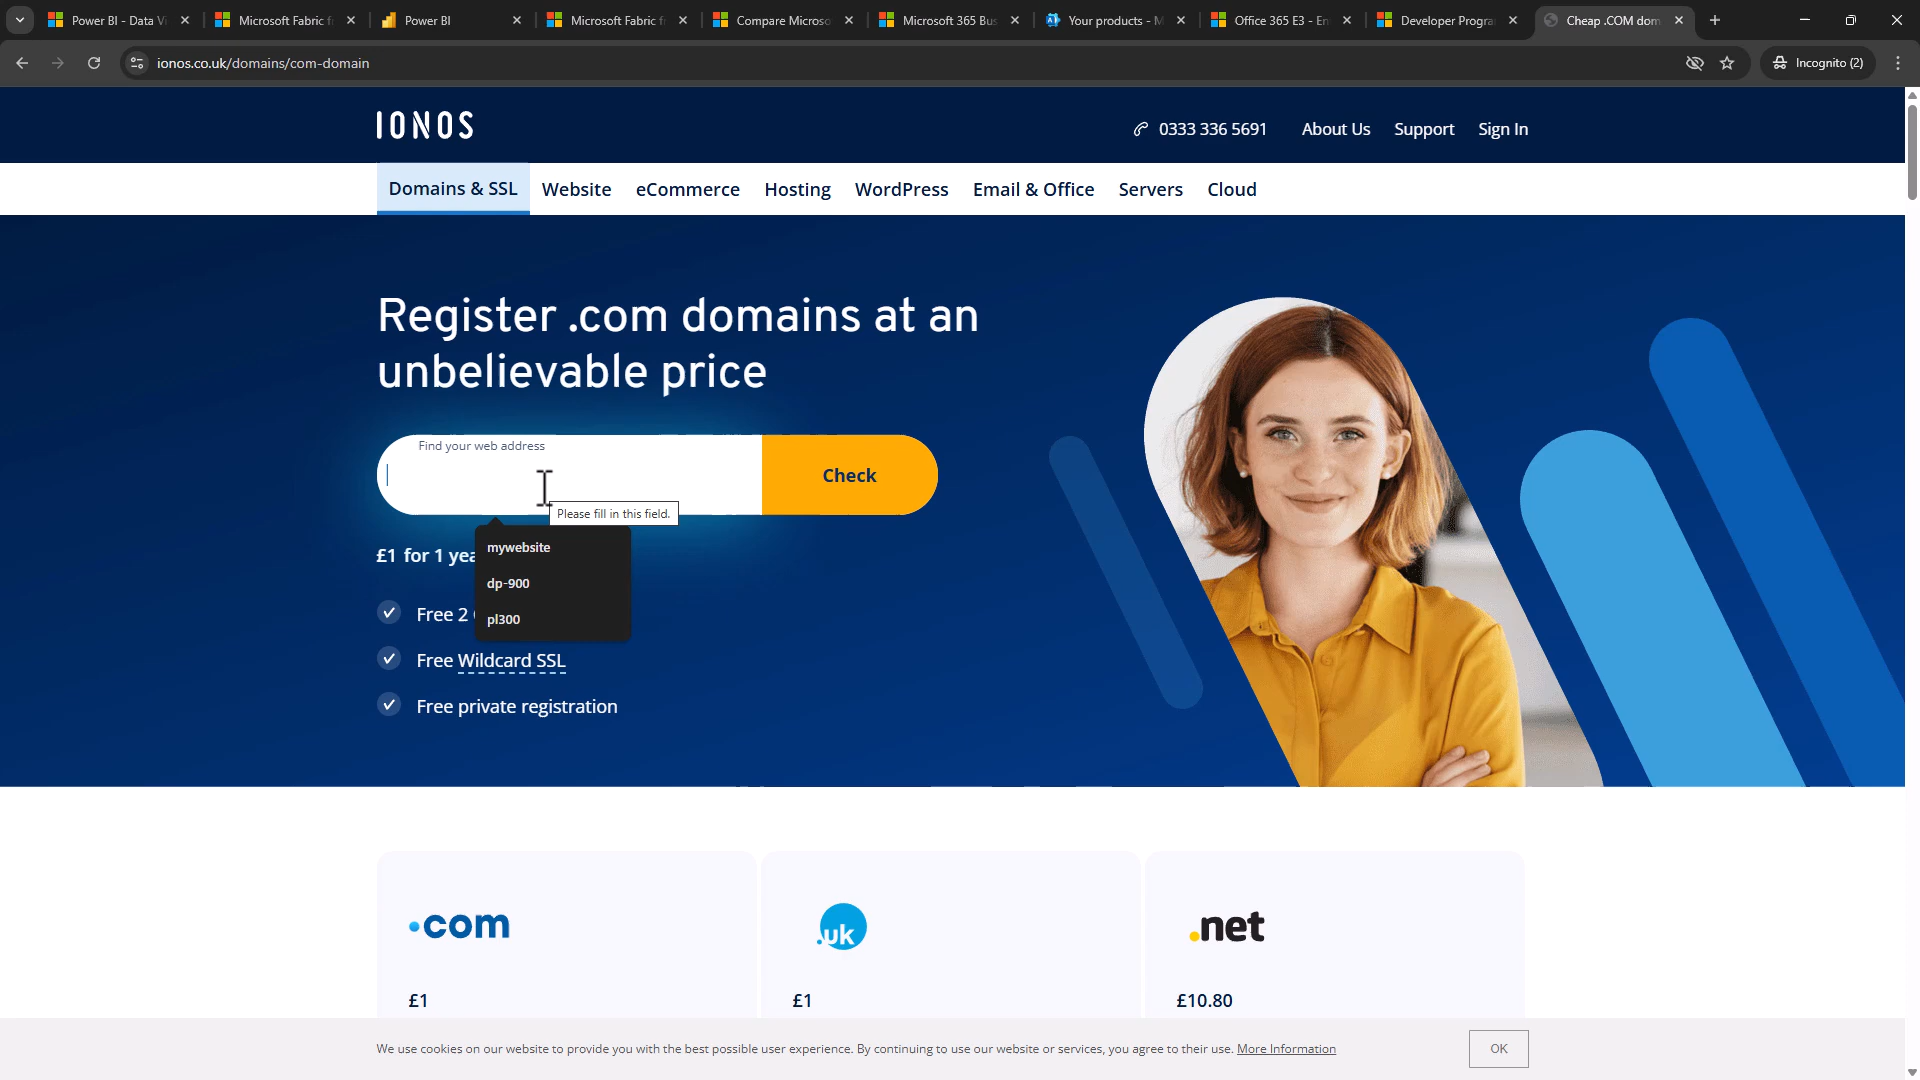 Power BI - Data Vi
Microsoft Fabric f
Power BI
Microsoft Fabric f
Compare Microso
Microsoft 365 Bus
Your products - M
Office 365 E3 - En
Developer Progra
Cheap .COM dom
ionos.co.uk/domains/com-domain
Incognito (2)
IONOS
0333 336 5691
About Us
Support
Sign In
Domains & SSL
Website
eCommerce
Hosting
WordPress
Email & Office
Servers
Cloud
Register .com domains at an
unbelievable price
Find your web address
Check
Please fill in this field.
mywebsite
dp-900
pl300
£1 for 1 yea
Free 2
Free Wildcard SSL
Free private registration
.com
.uk
.net
£1
£1
£10.80
We use cookies on our website to provide you with the best possible user experience. By continuing to use our website or services, you agree to their use. More Information
OK